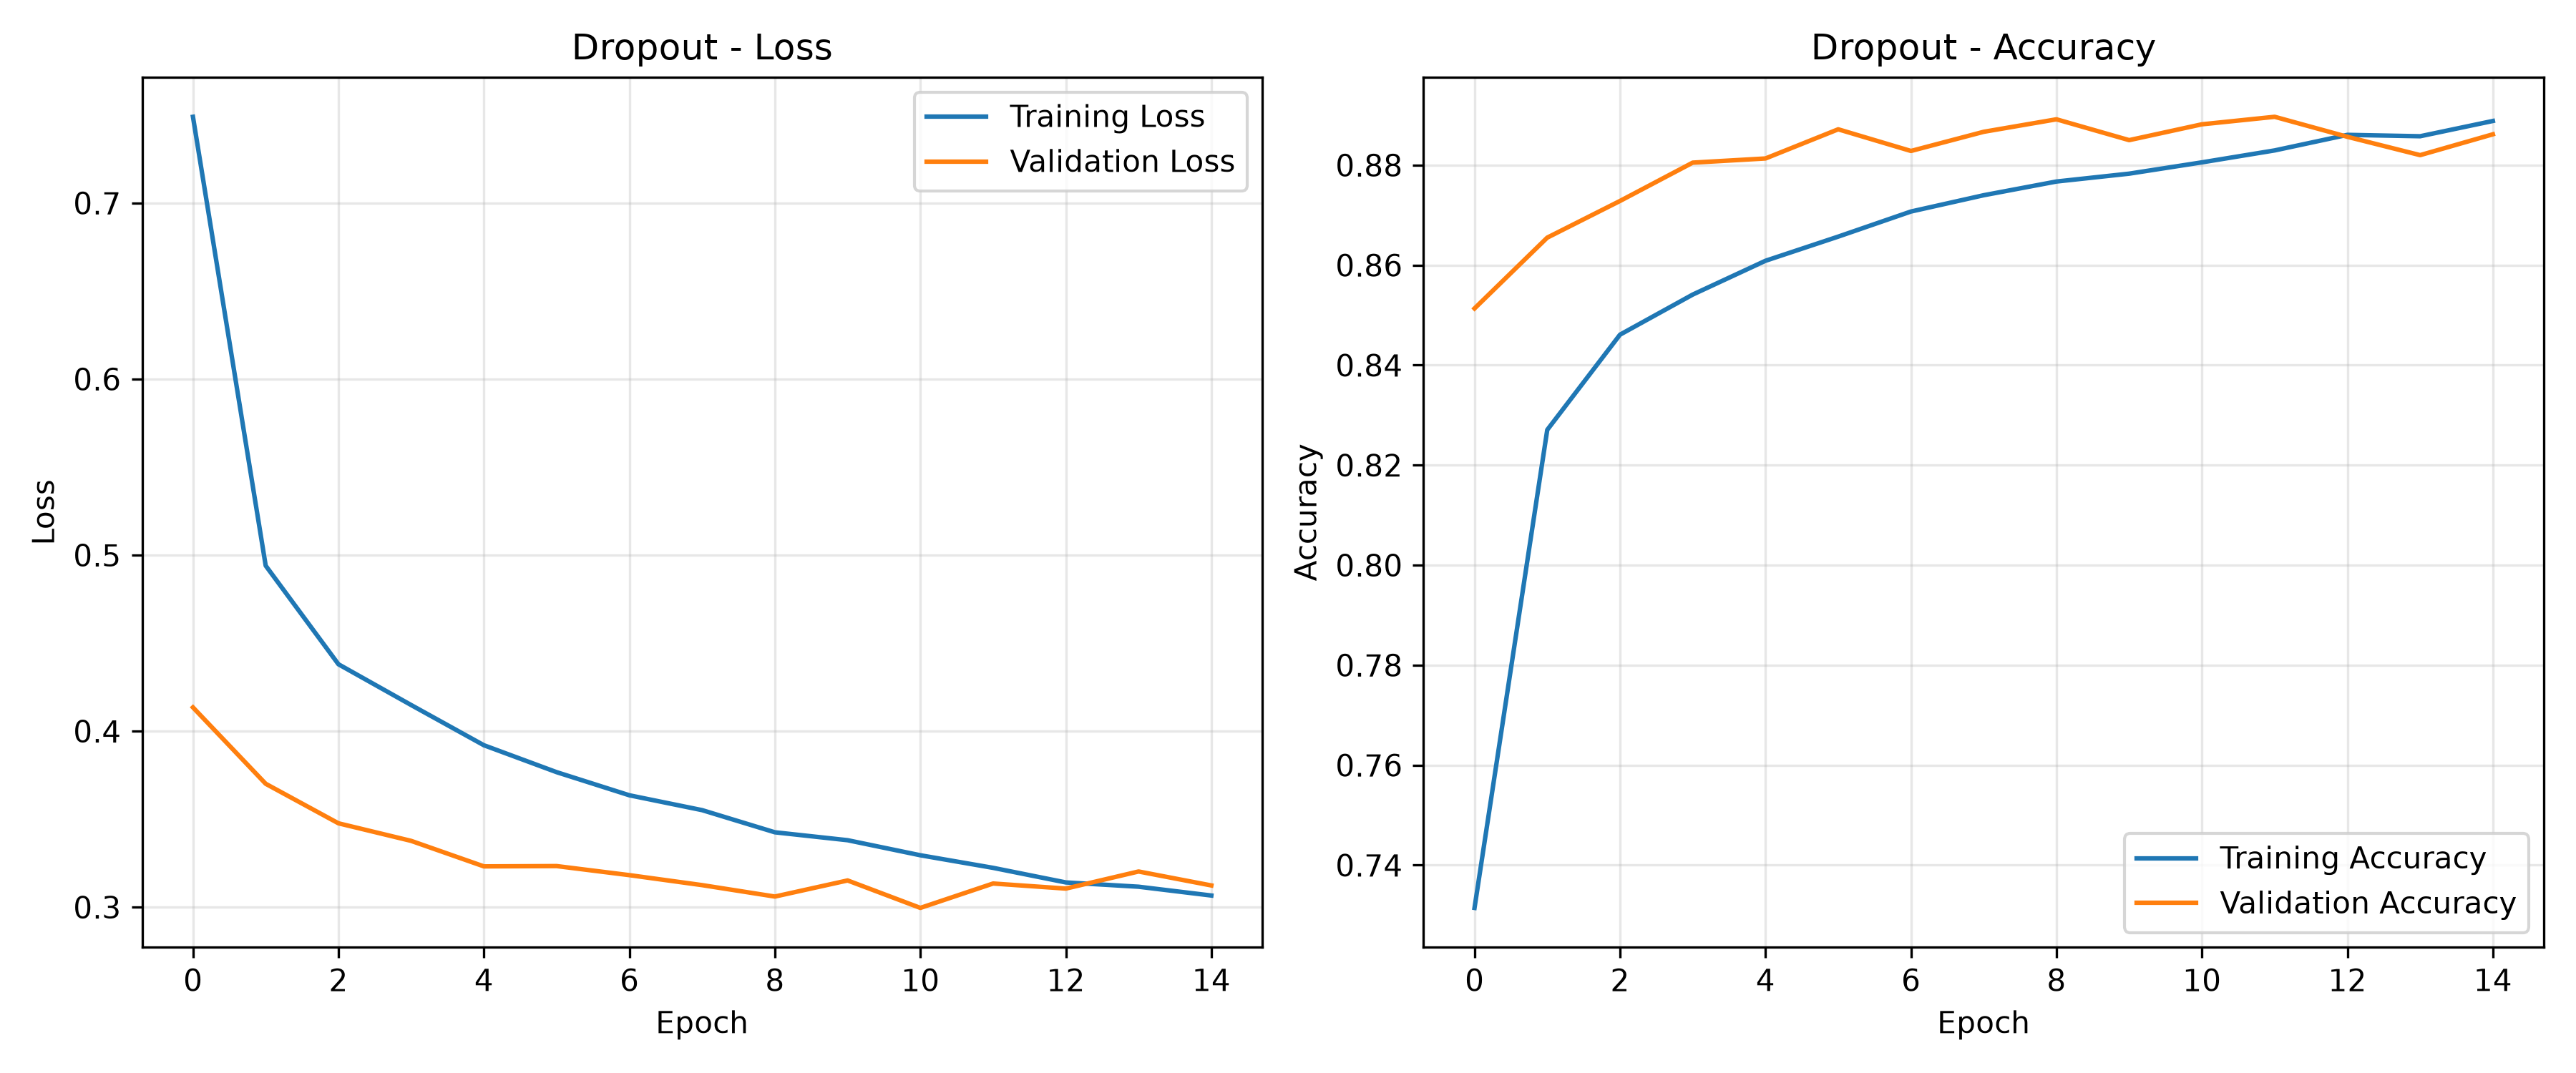 Dropout - Loss
Training Loss
Validation Loss
0.7
0.6
0.5
0.4
0.3
Loss
0 2 4 6 8 10 12 14
Epoch
Dropout - Accuracy
0.88
0.86
0.84
0.82
0.80
0.78
0.76
0.74
Accuracy
Training Accuracy
Validation Accuracy
0 2 4 6 8 10 12 14
Epoch